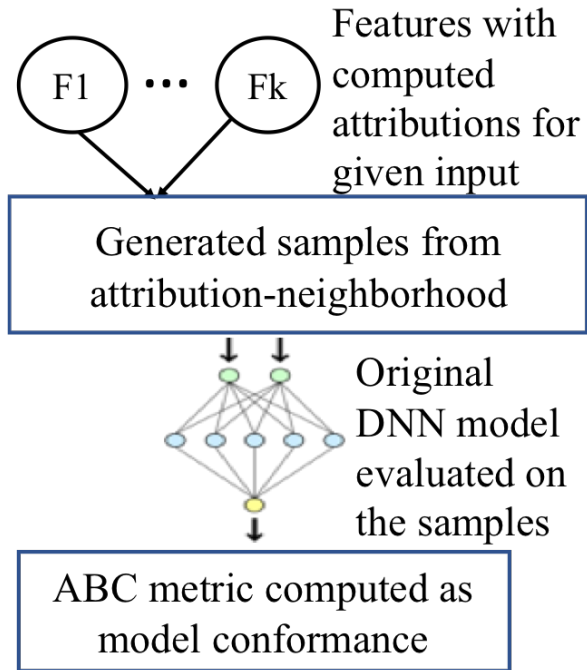 F1 ... Fk
Features with
computed
attributions for
given input
Generated samples from
attribution-neighborhood
Original
DNN model
evaluated on
the samples
ABC metric computed as
model conformance